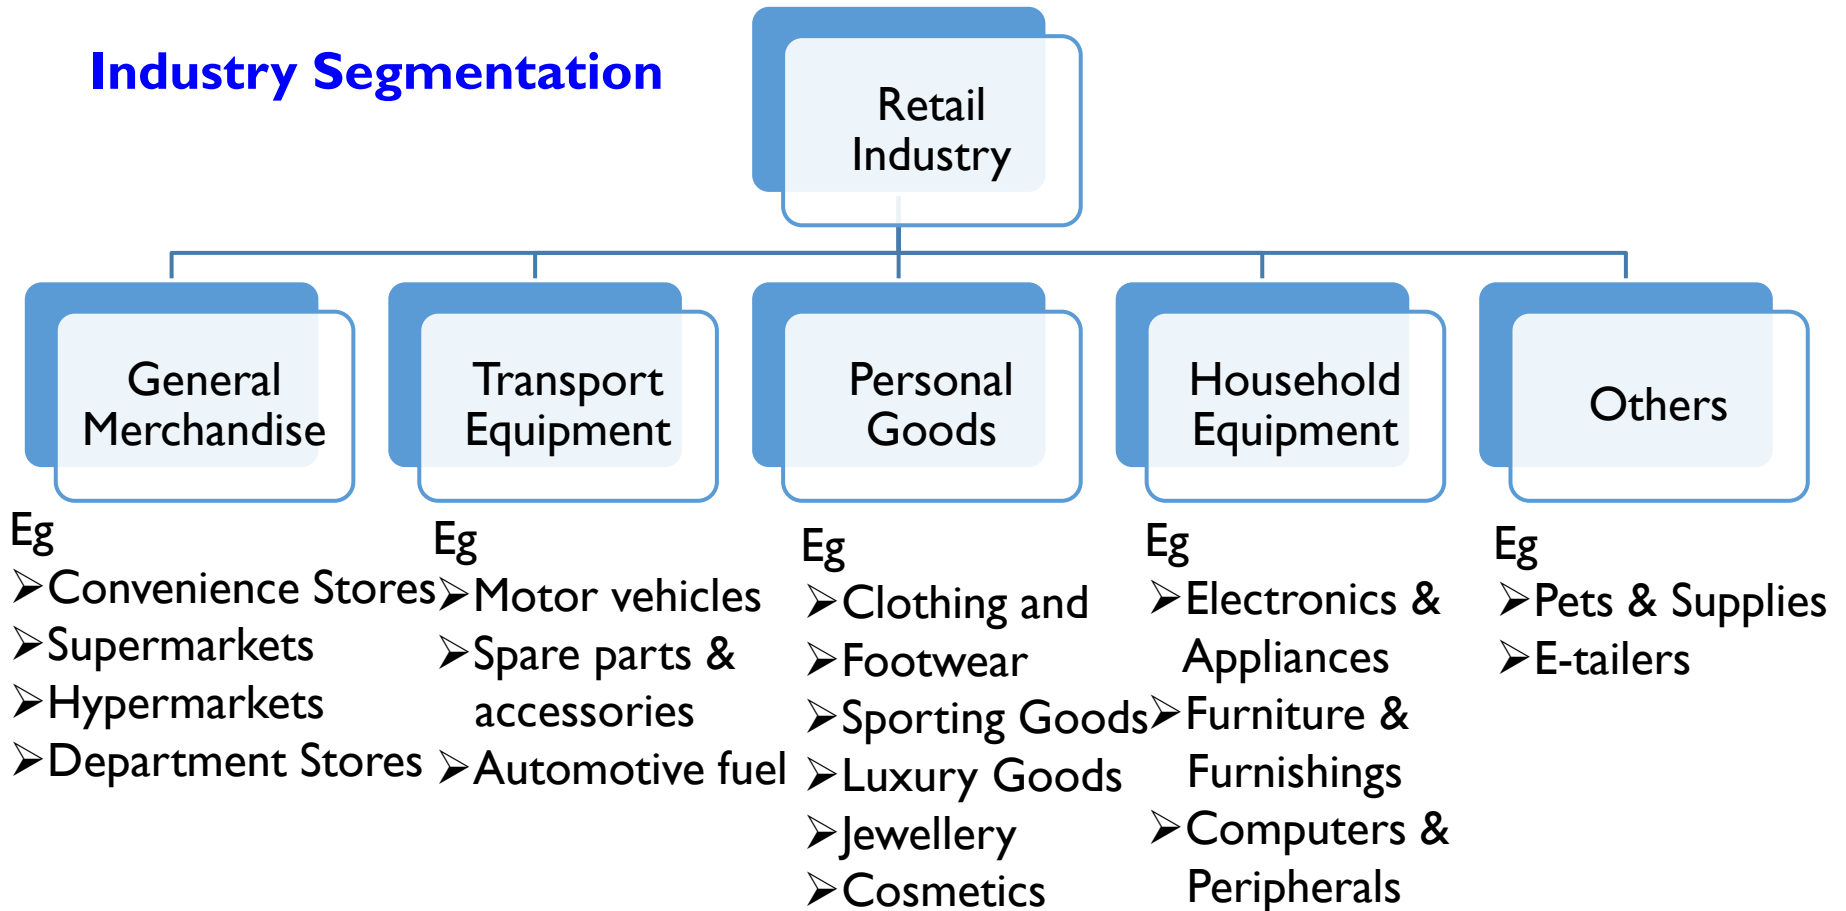 Industry Segmentation
Retail
Industry
General
Merchandise
Transport
Equipment
Personal
Goods
Household
Equipment
Others
Eg
➢Convenience Stores
➢Supermarkets
➢Hypermarkets
➢Department Stores
Eg
➢Motor vehicles
➢Spare parts &
accessories
➢Automotive fuel
Eg
➢Clothing and
➢Footwear
➢Sporting Goods
➢Luxury Goods
➢Jewellery
➢Cosmetics
Eg
➢Electronics &
Appliances
➢Furniture &
Furnishings
➢Computers &
Peripherals
Eg
➢Pets & Supplies
➢E-tailers